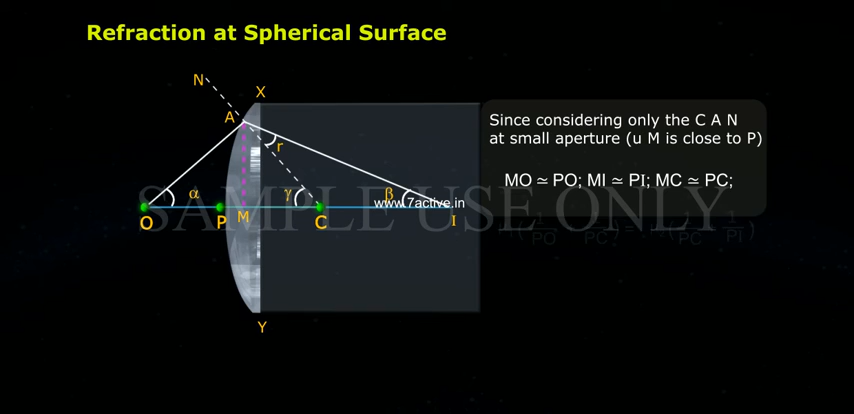 Refraction at Spherical Surface
N
X
A
r
Since considering only the C A N
at small aperture (u M is close to P)
MO ≃ PO; MI ≃ PI; MC ≃ PC;
α
γ
β
SAMPLE USE ONLY
www.7active.in
O
P
M
C
I
Y